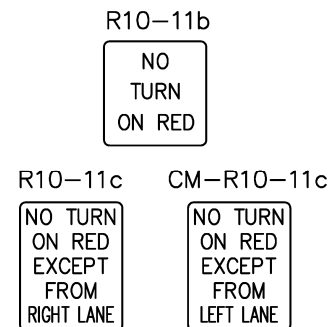 R10-11b
NO
TURN
ON RED
R10-11c
NO TURN
ON RED
EXCEPT
FROM
RIGHT LANE
CM-R10-11c
NO TURN
ON RED
EXCEPT
FROM
LEFT LANE